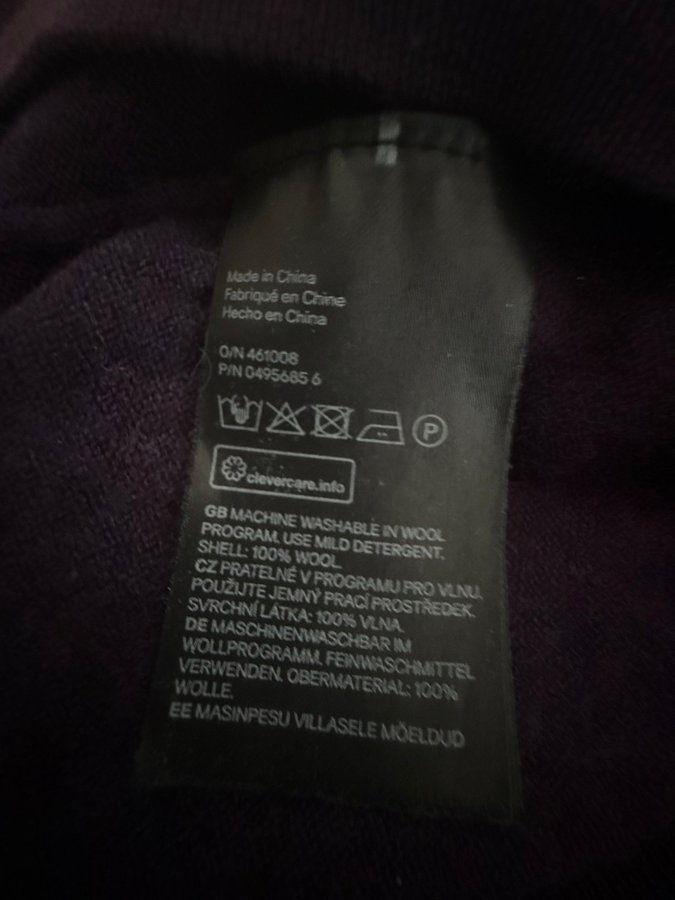 Made in China
Fabriqué en Chine
Hecho en China
O/N 461008
P/N 0495685 6
P
clevercare.info
GB MACHINE WASHABLE IN WOOL
PROGRAM. USE MILD DETERGENT.
SHELL: 100% WOOL.
CZ PRATELNÉ V PROGRAMU PRO VLNU.
POUŽIJTE JEMNÝ PRACÍ PROSTŘEDEK.
SVRCHNÍ LÁTKA: 100% VLNA.
DE MASCHINENWASCHBAR IM
WOLLPROGRAMM. FEINWASCHMITTEL
VERWENDEN. OBERMATERIAL: 100%
WOLLE.
EE MASINPESU VILLASELE MÕELDUD